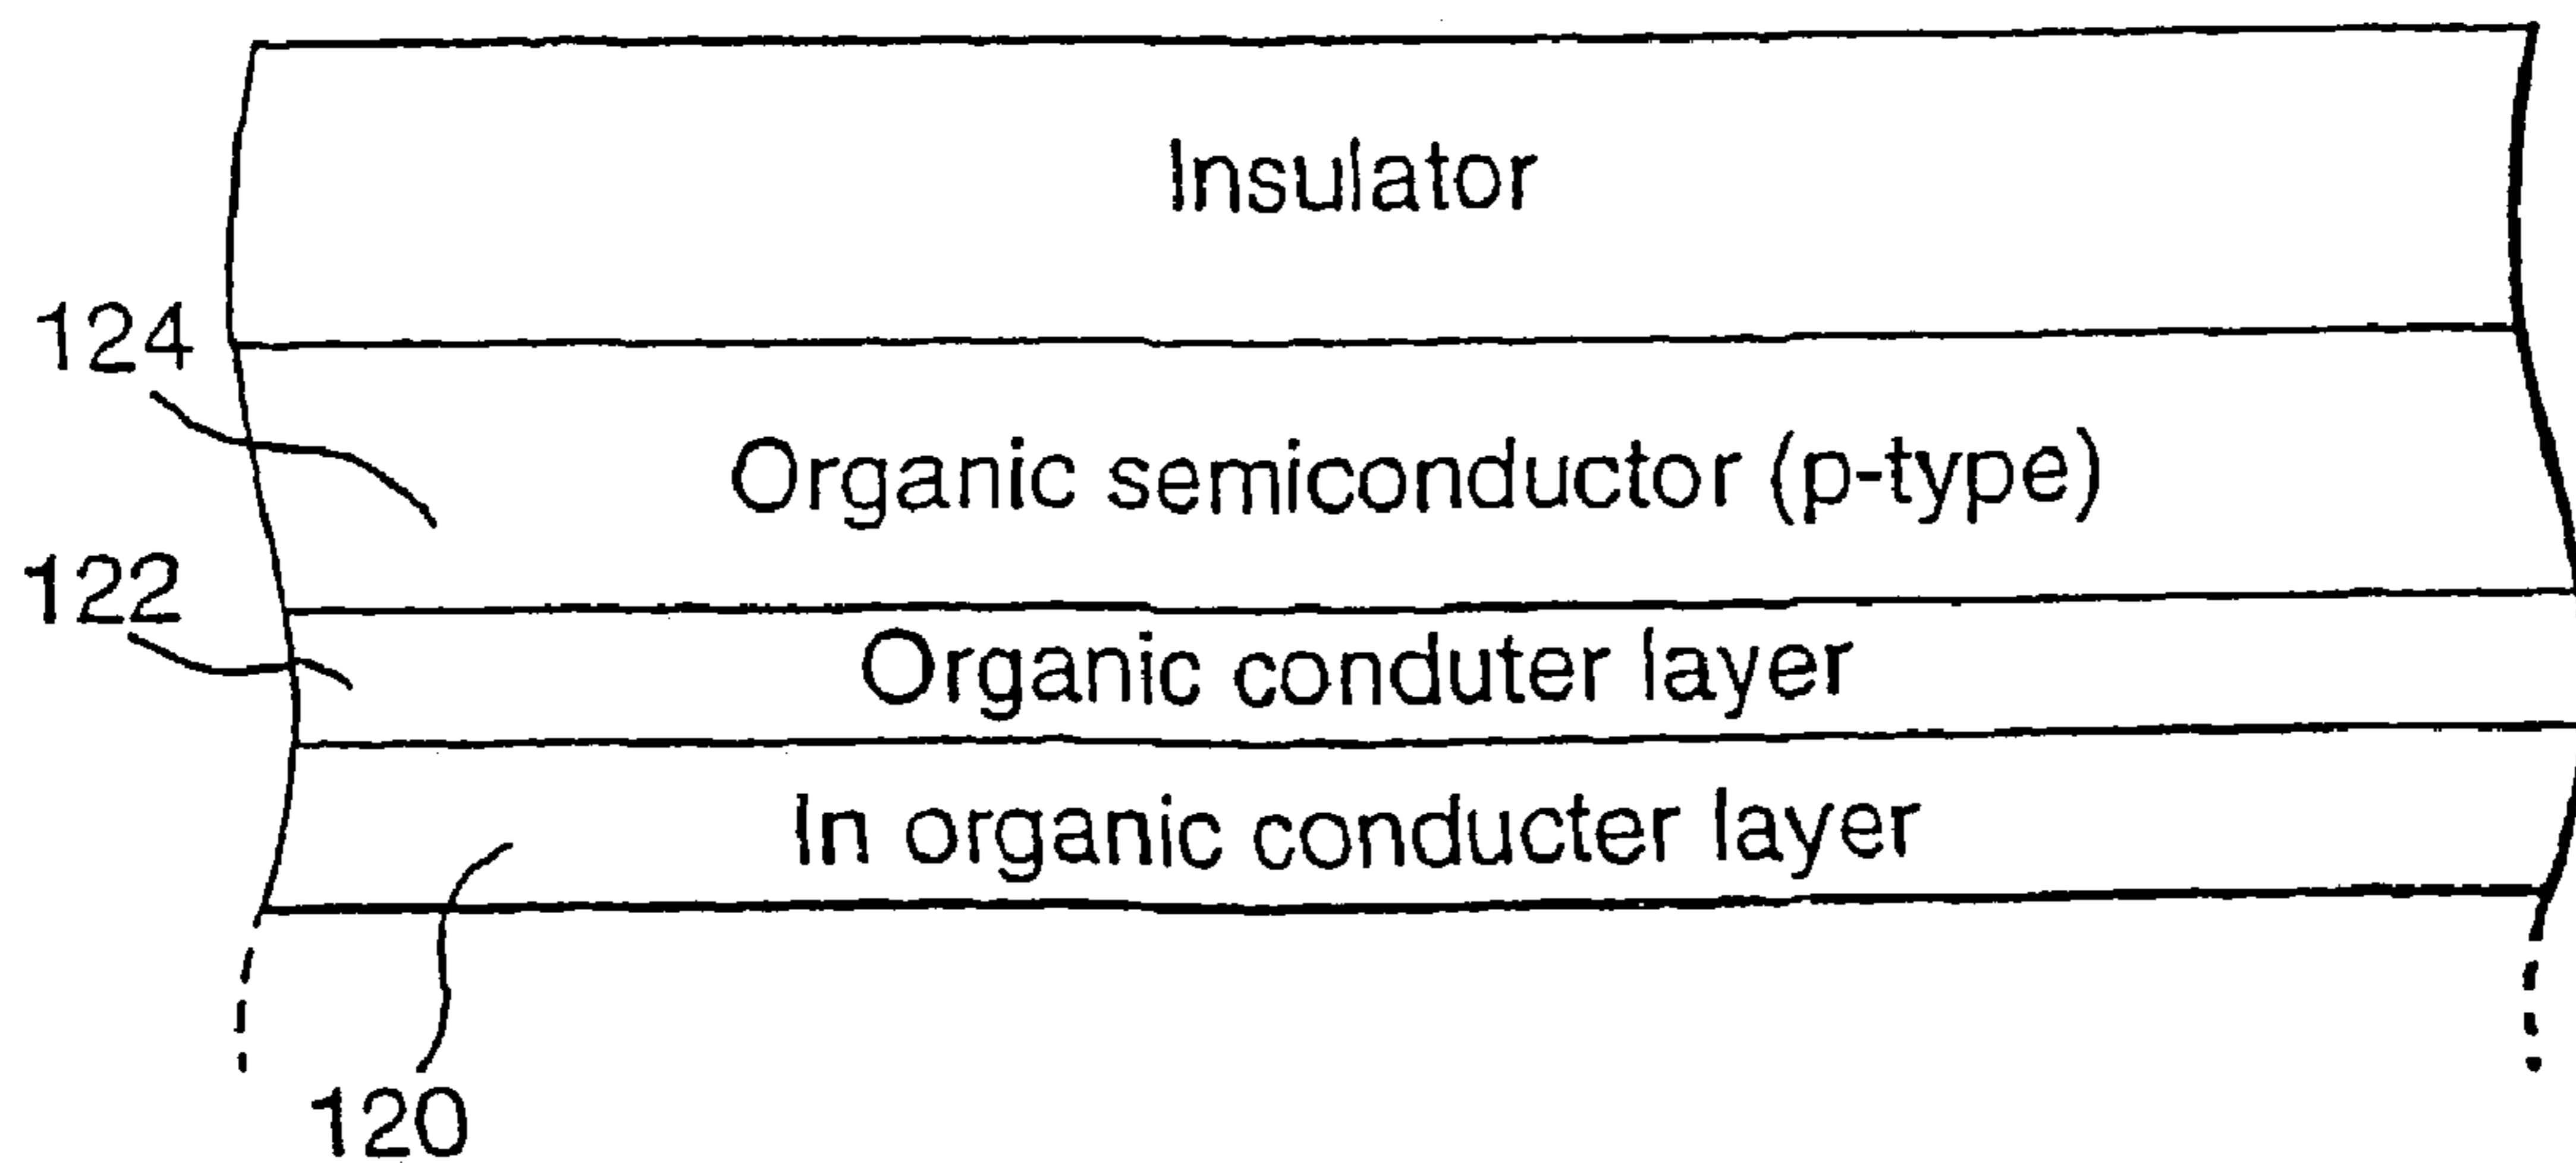 Insulator
124
Organic semiconductor (p-type)
122
Organic conduter layer
In organic conducter layer
120